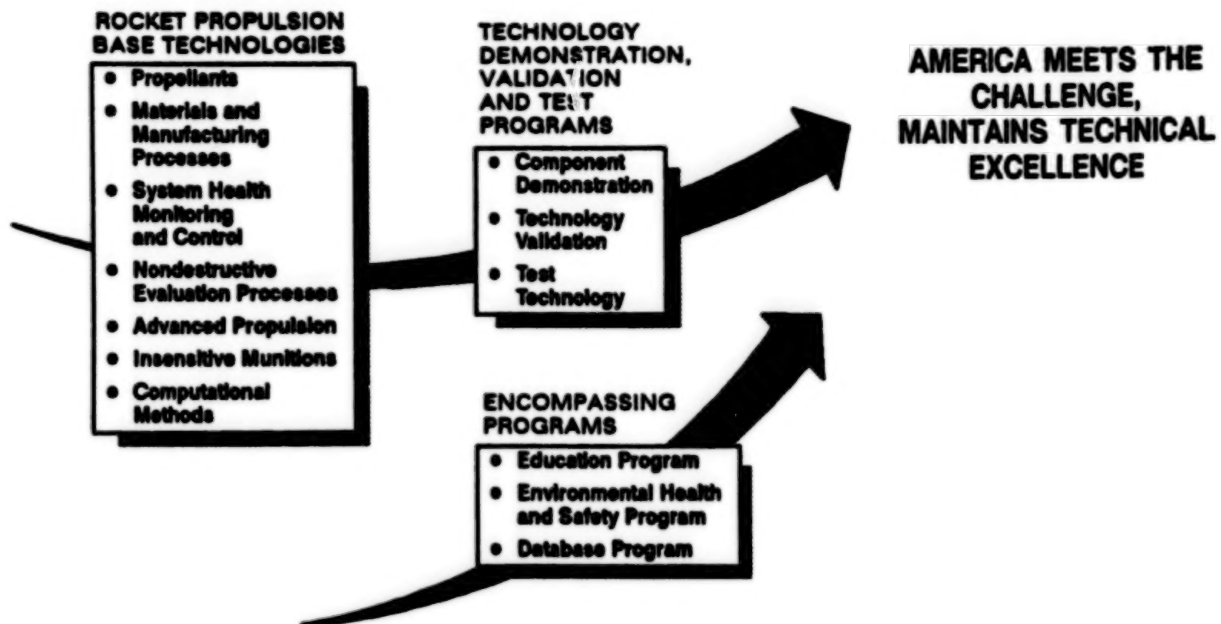 ROCKET PROPULSION
BASE TECHNOLOGIES
• Propellants
• Materials and
Manufacturing
Processes
• System Health
Monitoring
and Control
• Nondestructive
Evaluation Processes
• Advanced Propulsion
• Insensitive Munitions
• Computational
Methods
TECHNOLOGY
DEMONSTRATION,
VALIDATION
AND TEST
PROGRAMS
• Component
Demonstration
• Technology
Validation
• Test
Technology
ENCOMPASSING
PROGRAMS
• Education Program
• Environmental Health
and Safety Program
• Database Program
AMERICA MEETS THE
CHALLENGE,
MAINTAINS TECHNICAL
EXCELLENCE